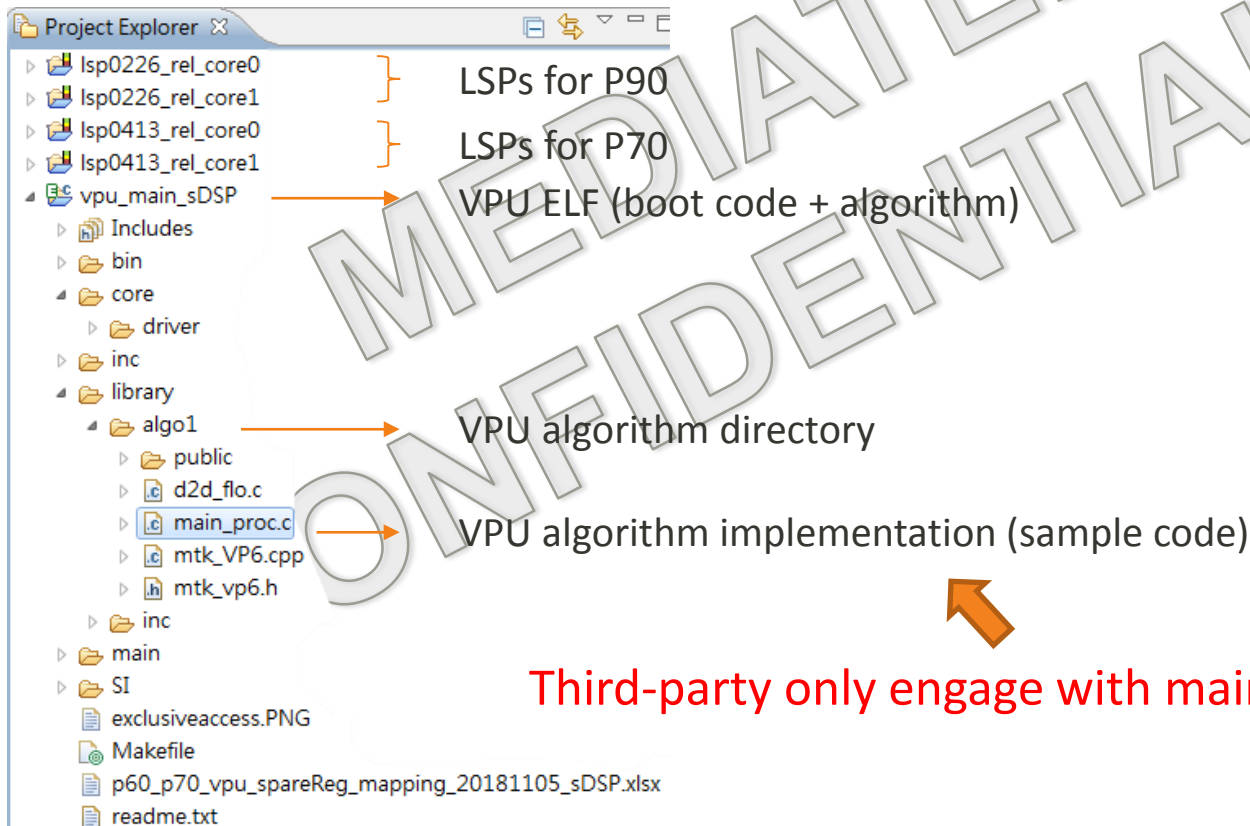 Project Explorer
lsp0226_rel_core0
LSPs for P90
lsp0226_rel_core1
lsp0413_rel_core0
LSPs for P70
lsp0413_rel_core1
vpu_main_sDSP
VPU ELF (boot code + algorithm)
Includes
bin
core
driver
inc
library
algo1
VPU algorithm directory
public
d2d_flo.c
main_proc.c
VPU algorithm implementation (sample code)
mtk_VP6.cpp
mtk_vp6.h
inc
main
SI
Third-party only engage with main
exclusiveaccess.PNG
Makefile
p60_p70_vpu_spareReg_mapping_20181105_sDSP.xlsx
readme.txt
MEDIATE
ONFIDENTIA